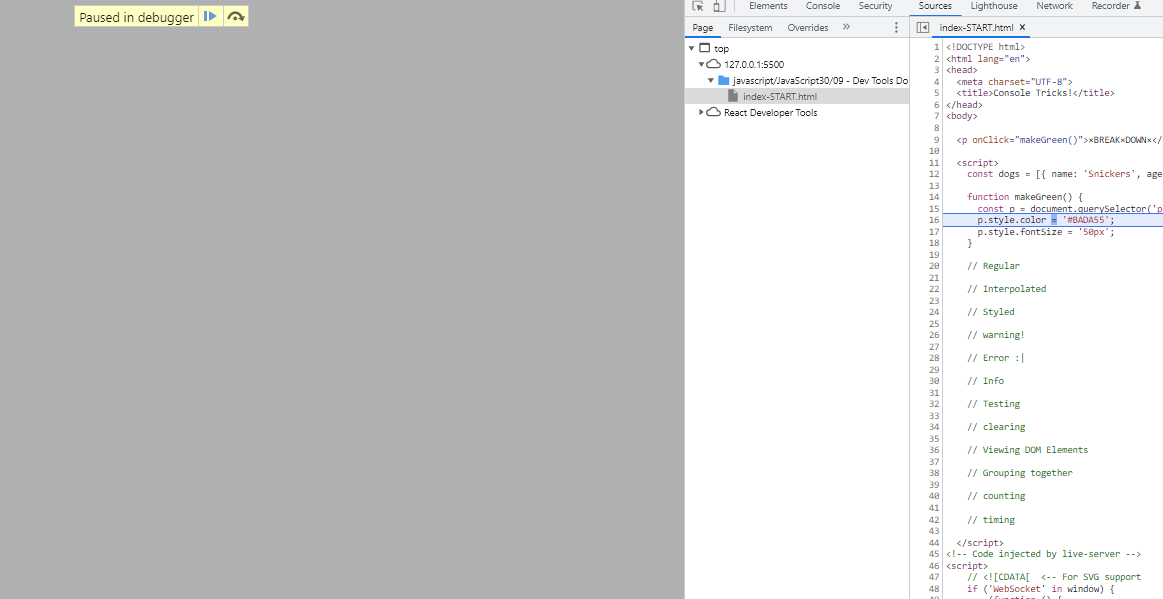 Paused in debugger
Elements Console Security Sources Lighthouse Network Recorder
Page Filesystem Overrides »
index-START.html ×
top
127.0.0.1:5500
javascript/JavaScript30/09 - Dev Tools Do
index-START.html
React Developer Tools
1 <!DOCTYPE html>
2 <html lang="en">
3 <head>
4 <meta charset="UTF-8">
5 <title>Console Tricks!</title>
6 </head>
7 <body>
8
9 <p onClick="makeGreen()">×BREAK×DOWN×</
10
11 <script>
12 const dogs = [{ name: 'Snickers', age
13
14 function makeGreen() {
15 const p = document.querySelector('p
16 p.style.color = '#BADA55';
17 p.style.fontSize = '50px';
18 }
19
20 // Regular
21
22 // Interpolated
23
24 // Styled
25
26 // warning!
27
28 // Error :|
29
30 // Info
31
32 // Testing
33
34 // clearing
35
36 // Viewing DOM Elements
37
38 // Grouping together
39
40 // counting
41
42 // timing
43
44 </script>
45 <!-- Code injected by live-server -->
46 <script>
47 // <![CDATA[ <-- For SVG support
48 if ('WebSocket' in window) {
49 (function () {